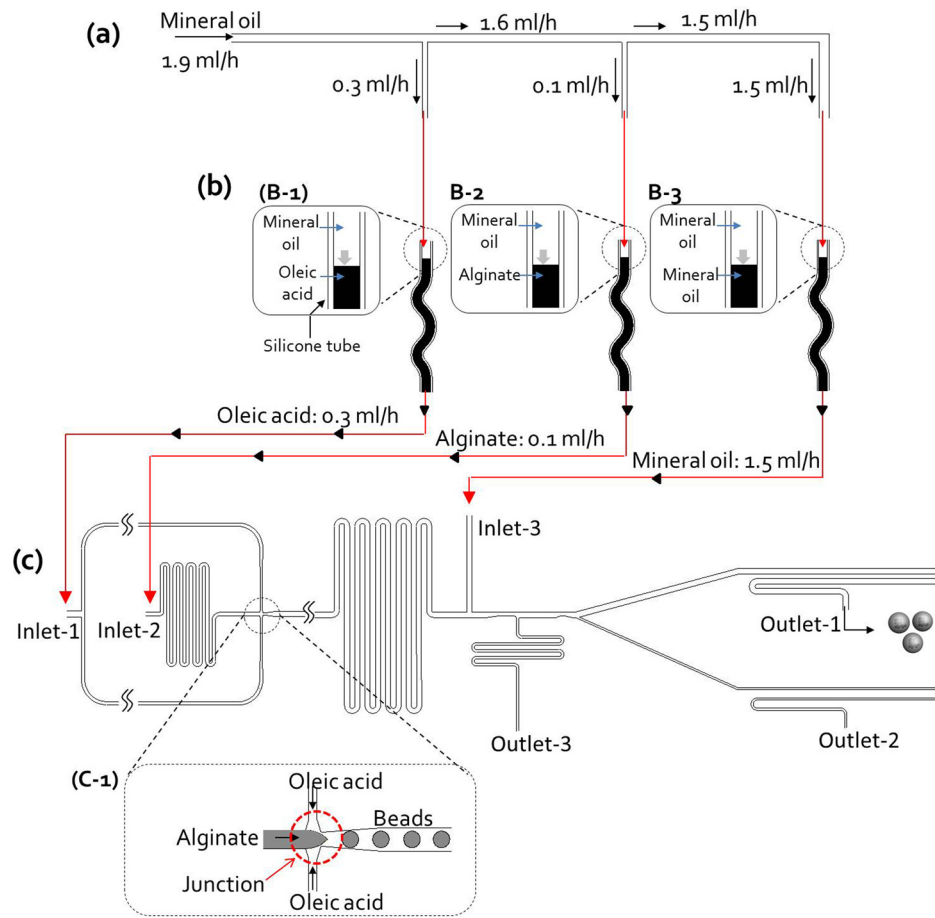 (a)
Mineral oil
1.9 ml/h
1.6 ml/h
1.5 ml/h
0.3 ml/h
0.1 ml/h
1.5 ml/h
(b)
(B-1)
Mineral
oil
Oleic
acid
Silicone tube
B-2
Mineral
oil
Alginate
B-3
Mineral
oil
Mineral
oil
Oleic acid: 0.3 ml/h
Alginate: 0.1 ml/h
Mineral oil: 1.5 ml/h
(c)
Inlet-1
Inlet-2
Inlet-3
Outlet-1
Outlet-2
Outlet-3
(C-1)
Oleic acid
Alginate
Beads
Junction
Oleic acid